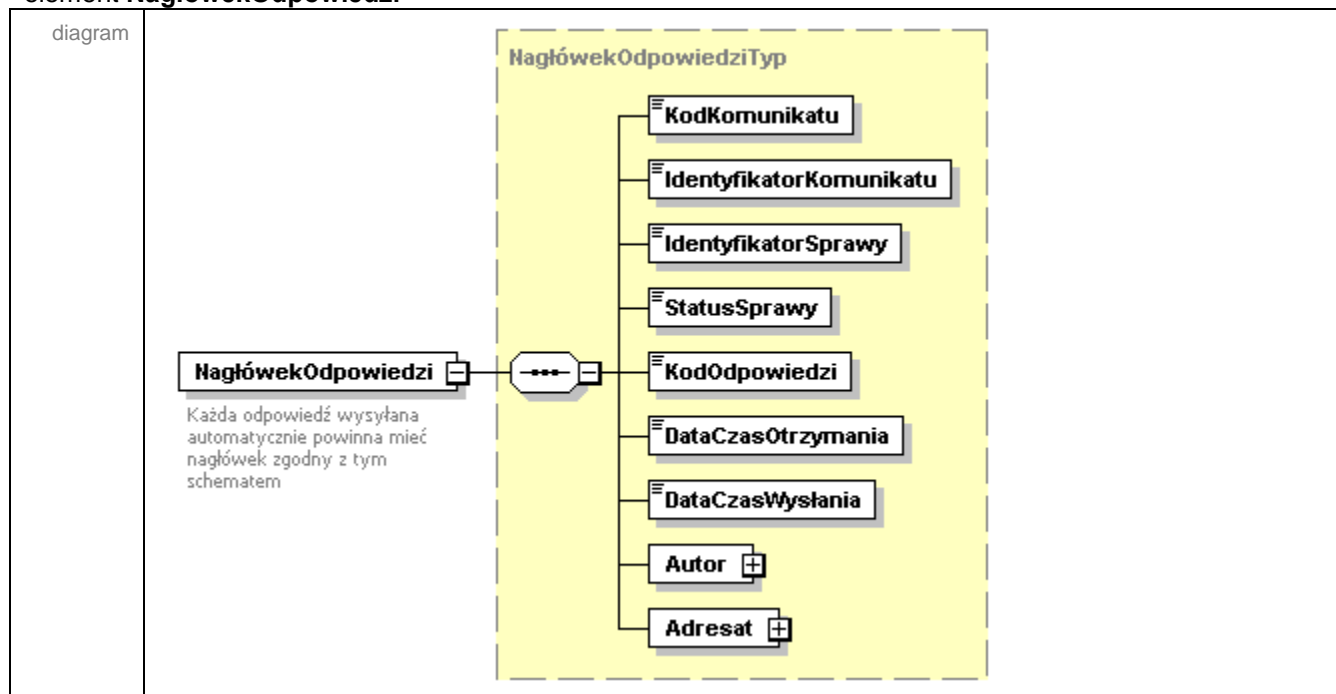 element NagłówekOdpowiedzi
diagram
NagłówekOdpowiedziTyp
KodKomunikatu
IdentyfikatorKomunikatu
IdentyfikatorSprawy
StatusSprawy
NagłówekOdpowiedzi
KodOdpowiedzi
Każda odpowiedź wysyłana
automatycznie powinna mieć
nagłówek zgodny z tym
schematem
DataCzasOtrzymania
DataCzasWysłania
Autor
Adresat